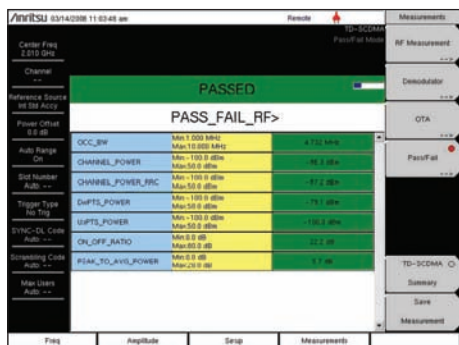 Anritsu 03/14/2008 11:03:48 am
Remote
TD-SCDMA
Pass/Fail Mode
Center Freq
2.010 GHz
Channel
--
Reference Source
Int Std Accy
Power Offset
0.0 dB
Auto Range
On
Slot Number
Auto: --
Trigger Type
No Trig
SYNC-DL Code
Auto: --
Scrambling Code
Auto: --
Max Users
Auto: --
PASSED
PASS_FAIL_RF>
OCC_BW
Min:1.000 MHz
Max:10.000 MHz
4.732 MHz
CHANNEL_POWER
Min:-100.0 dBm
Max:50.0 dBm
CHANNEL_POWER_RRC
Min:-100.0 dBm
Max:50.0 dBm
DwPTS_POWER
Min:-100.0 dBm
Max:50.0 dBm
UpPTS_POWER
Min:-100.0 dBm
Max:50.0 dBm
ON_OFF_RATIO
Min:0.0 dB
Max:80.0 dB
22.2 dB
PEAK_TO_AVG_POWER
Min:0.0 dB
Max:20.0 dB
Measurements
RF Measurement
-->
Demodulator
-->
OTA
-->
Pass/Fail
-->
TD-SCDMA
Summary
Save
Measurement
Freq
Amplitude
Setup
Measurements